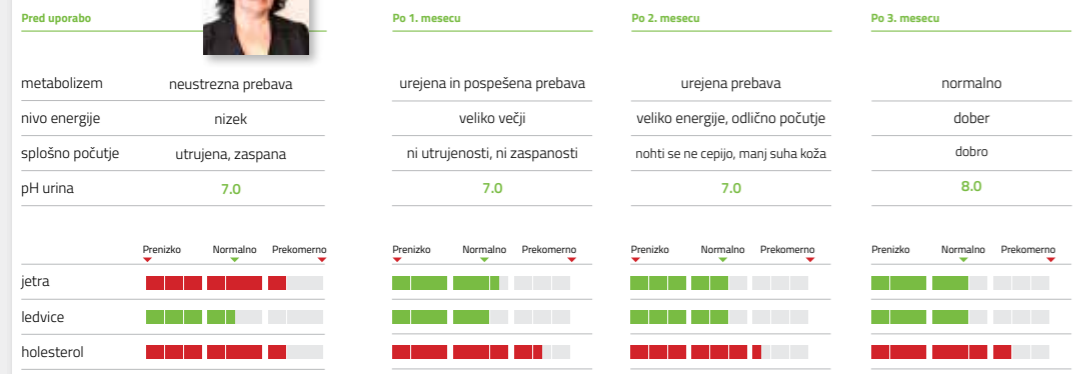 Pred uporabo Po 1. mesecu Po 2. mesecu Po 3. mesecu
metabolizem neustrezna prebava urejena in pospešena prebava urejena prebava normalno
nivo energije nizek veliko večji veliko energije, odlično počutje dober
splošno počutje utrujena, zaspana ni utrujenosti, ni zaspanosti nohti se ne cepijo, manj suha koža dobro
pH urina 7.0 7.0 7.0 8.0
Prenizko Normalno Prekomerno Prenizko Normalno Prekomerno Prenizko Normalno Prekomerno Prenizko Normalno Prekomerno
jetra
ledvice
holesterol